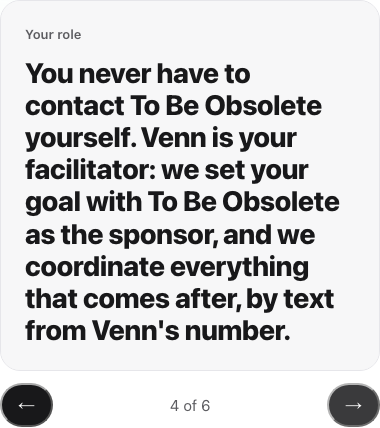 Your role
You never have to
contact To Be Obsolete
yourself. Venn is your
facilitator: we set your
goal with To Be Obsolete
as the sponsor, and we
coordinate everything
that comes after, by text
from Venn's number.
← 4 of 6 →